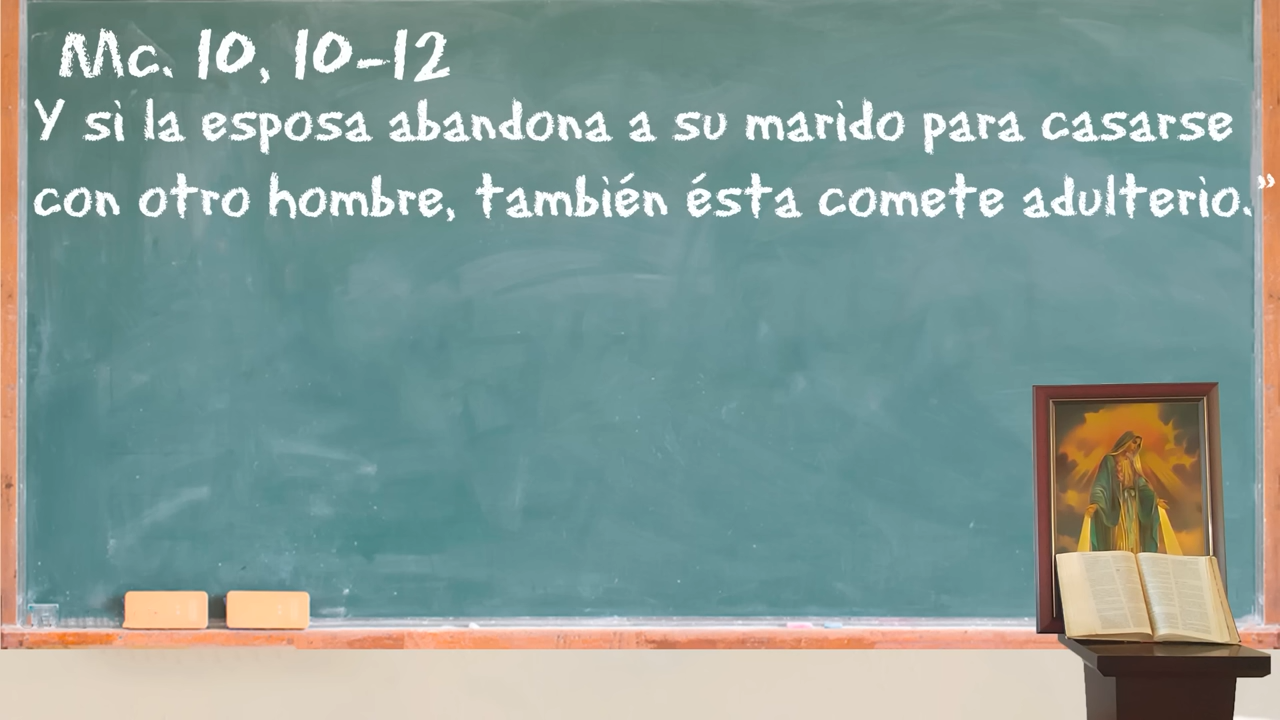 Mc. 10, 10-12
Y si la esposa abandona a su marido para casarse
con otro hombre, también ésta comete adulterio.”